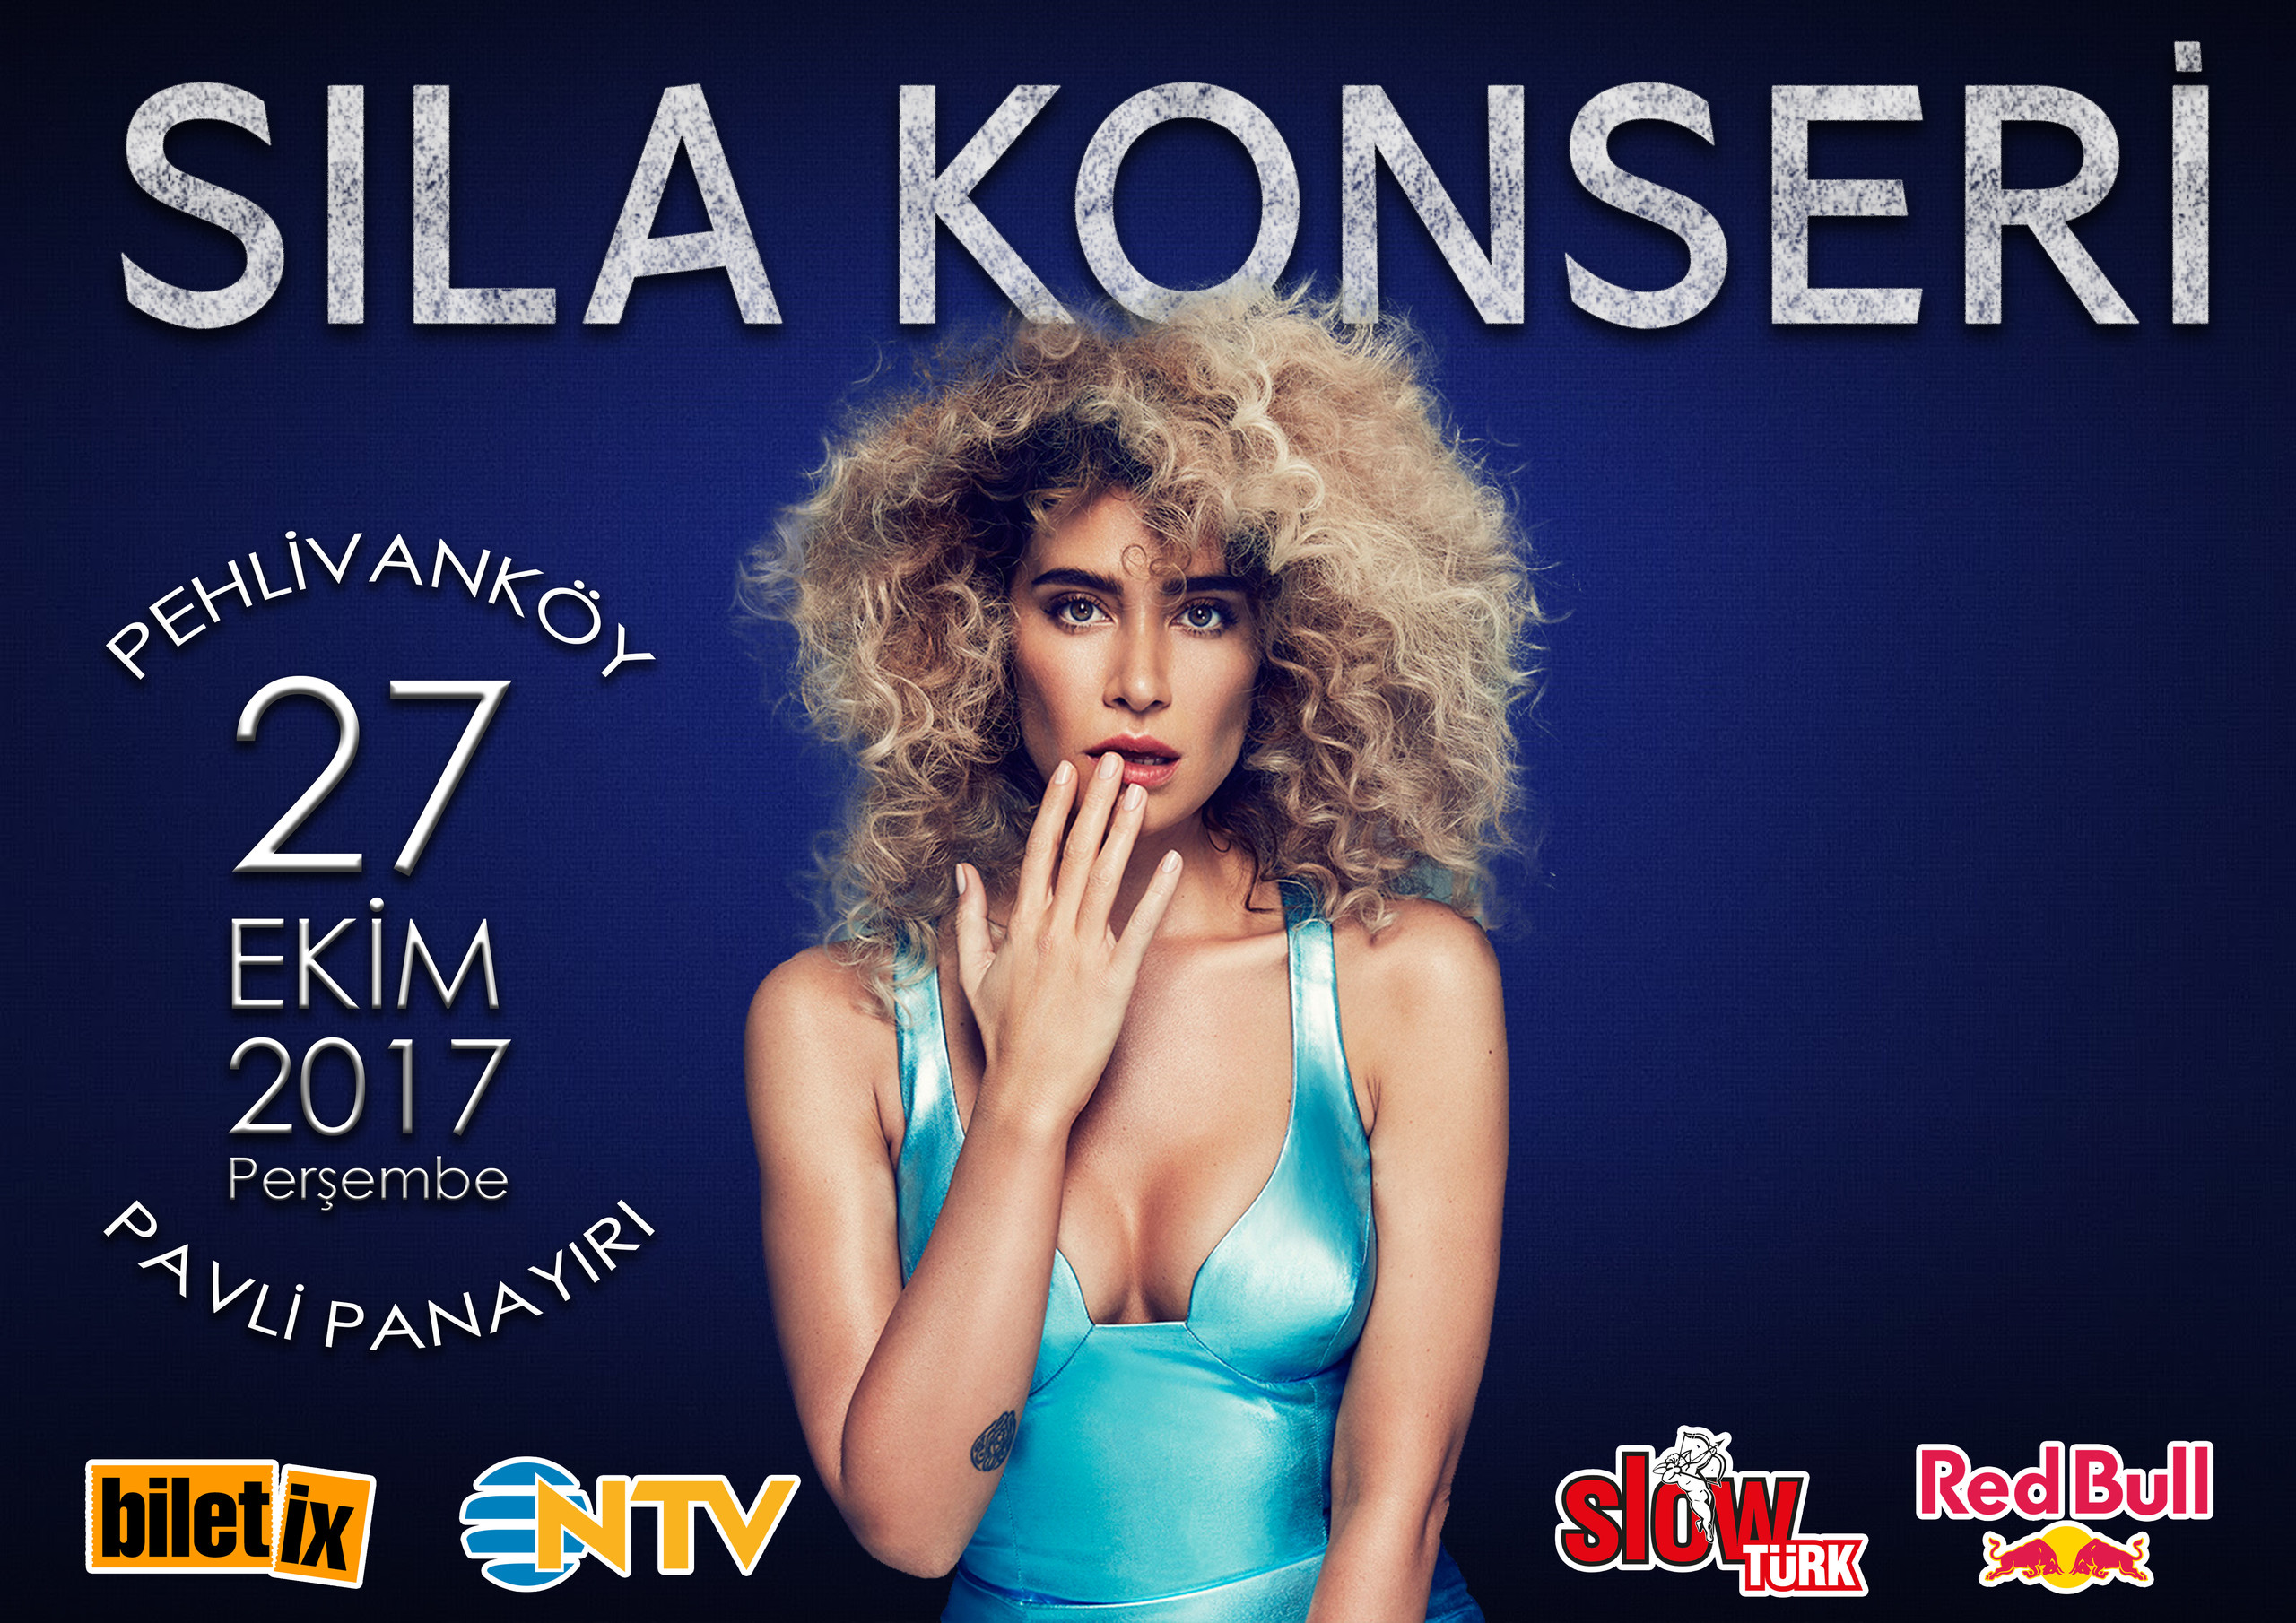 SILA KONSERİ
PEHLİVANKÖY
27
EKİM
2017
Perşembe
PAVLİ PANAYIRI
biletix
NTV
slow
TÜRK
Red Bull